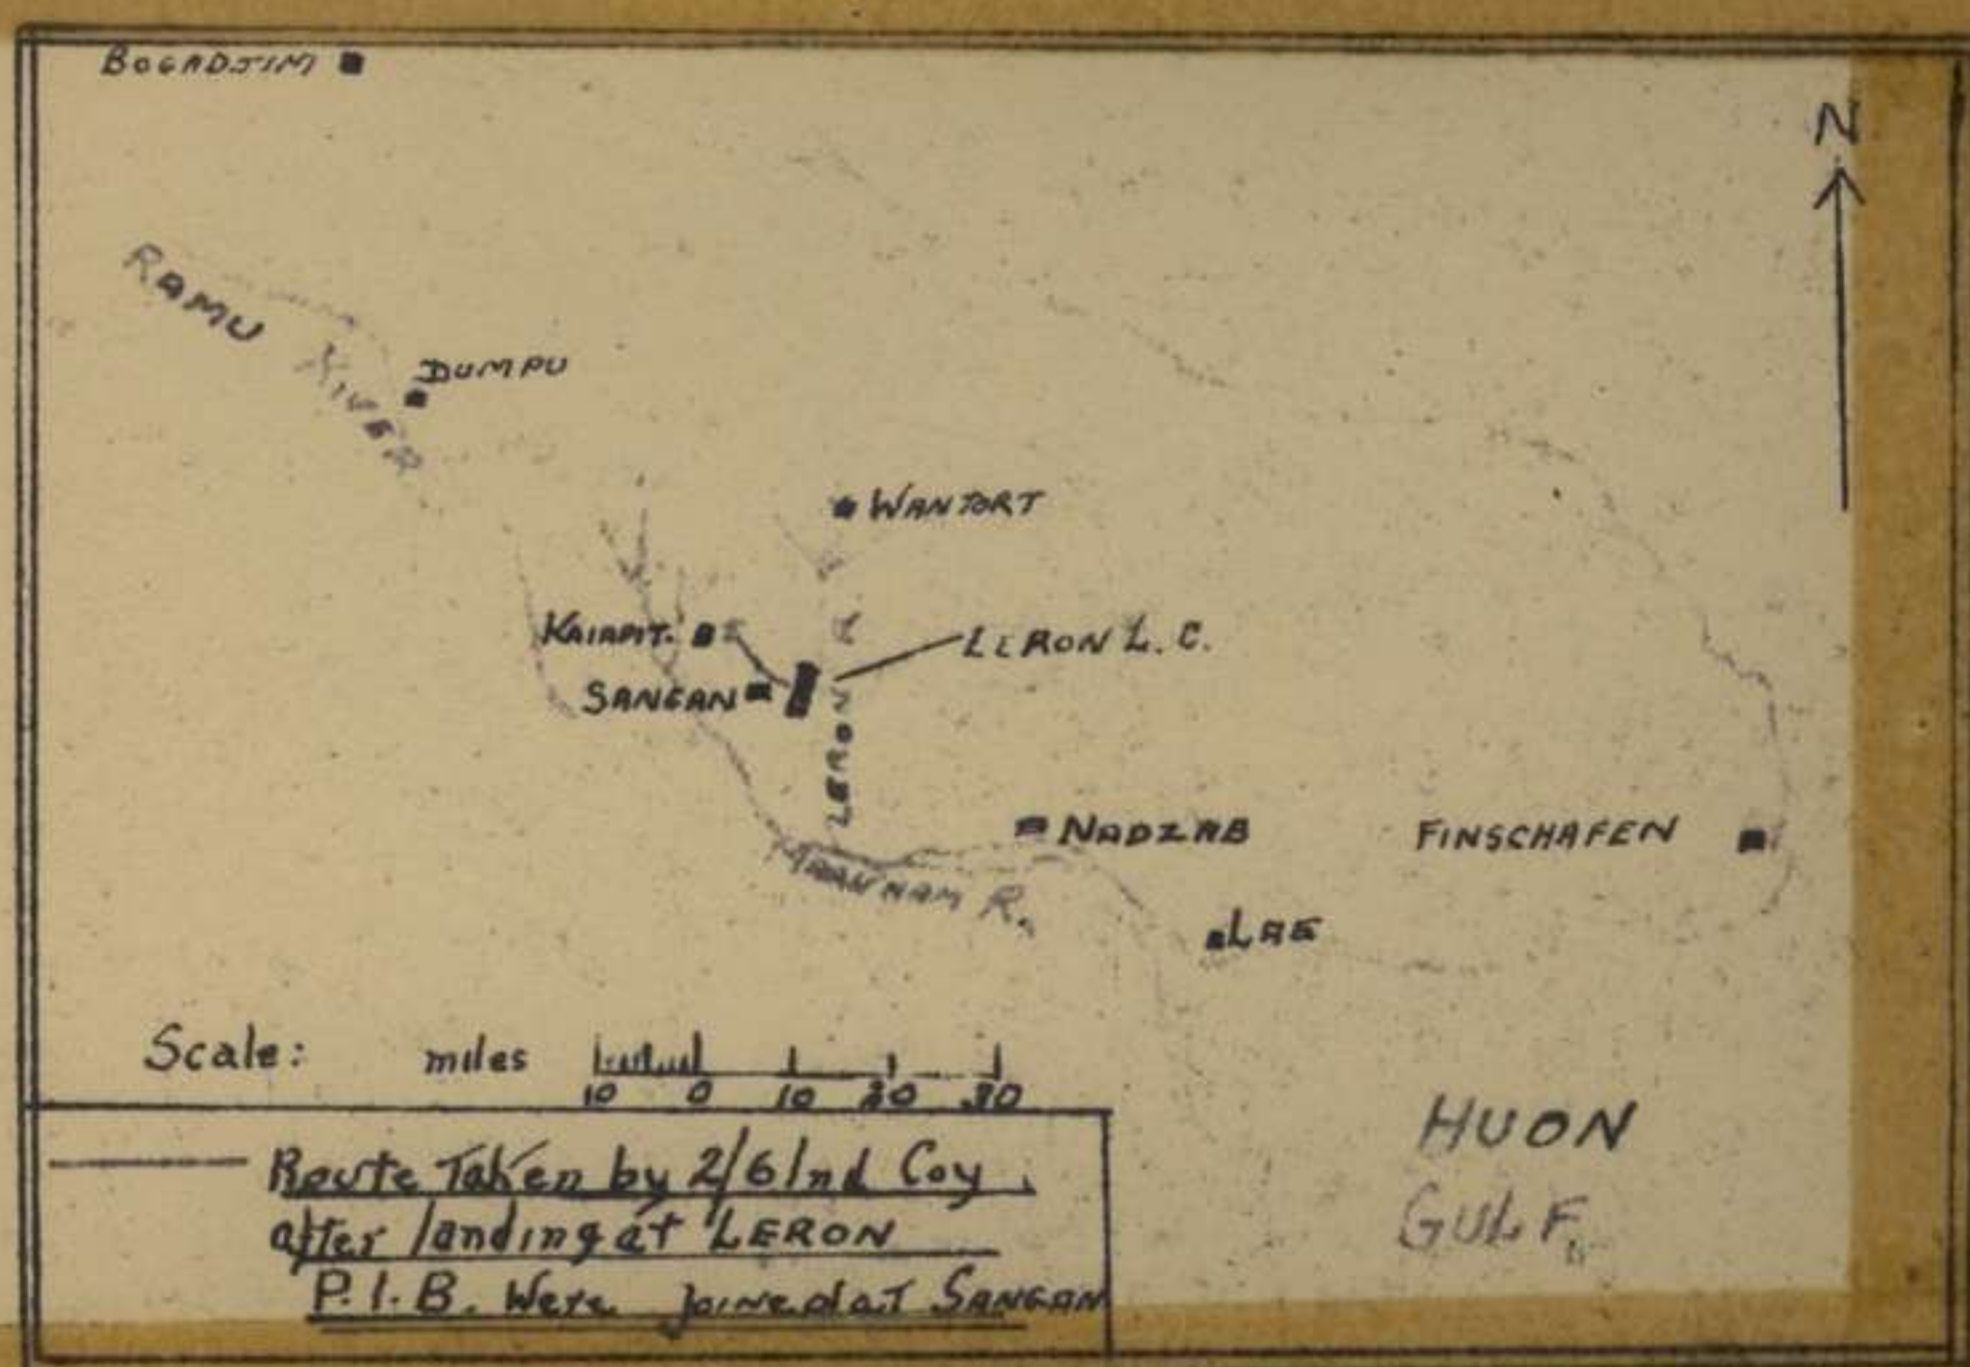 BOGADJIM
N
RAMU RIVER
DUMPU
WANTORT
KAIAPIT.
LERON L.C.
SANGAN
LERON R
NADZAB
FINSCHAFEN
R.
LAE
Scale: miles
10 0 10 20 30
HUON
GULF
Route Taken by 2/6 Ind Coy.
after landing at LERON
P.I.B. Were joined at SANGAN